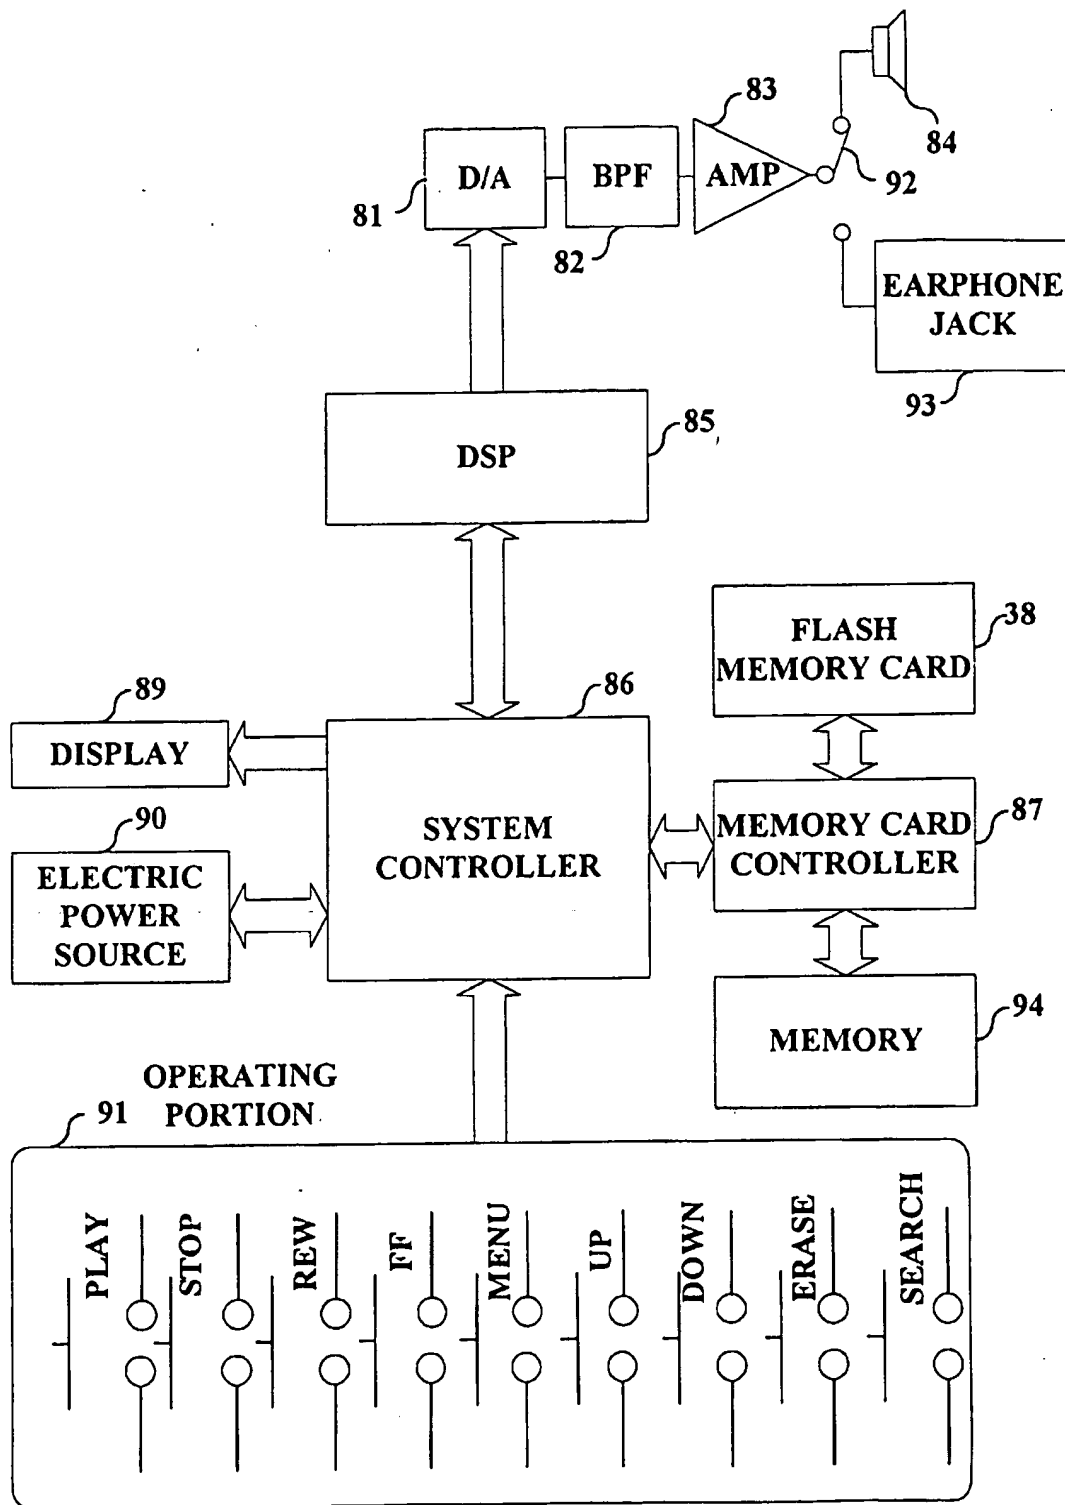 83
84
D/A
BPF
AMP
92
81
82
EARPHONE
JACK
93
85
DSP
38
FLASH
MEMORY CARD
89
86
DISPLAY
90
SYSTEM
CONTROLLER
MEMORY CARD
CONTROLLER
87
ELECTRIC
POWER
SOURCE
94
MEMORY
OPERATING
PORTION
91
PLAY
STOP
REW
FF
MENU
UP
DOWN
ERASE
SEARCH